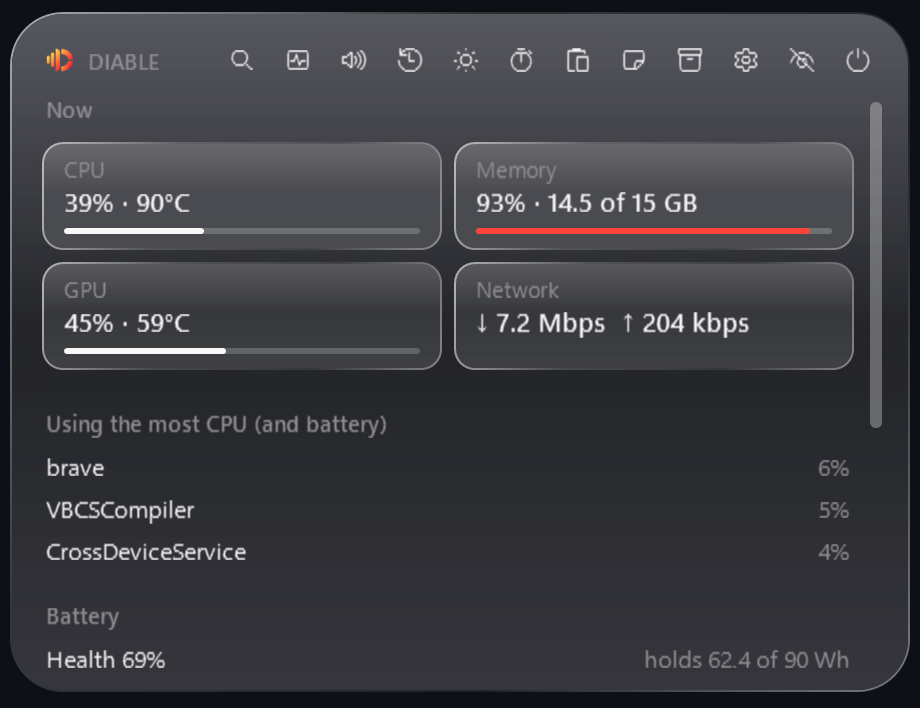 DIABLE
Now
CPU
39% · 90°C
Memory
93% · 14.5 of 15 GB
GPU
45% · 59°C
Network
↓ 7.2 Mbps ↑ 204 kbps
Using the most CPU (and battery)
brave 6%
VBCSCompiler 5%
CrossDeviceService 4%
Battery
Health 69% holds 62.4 of 90 Wh